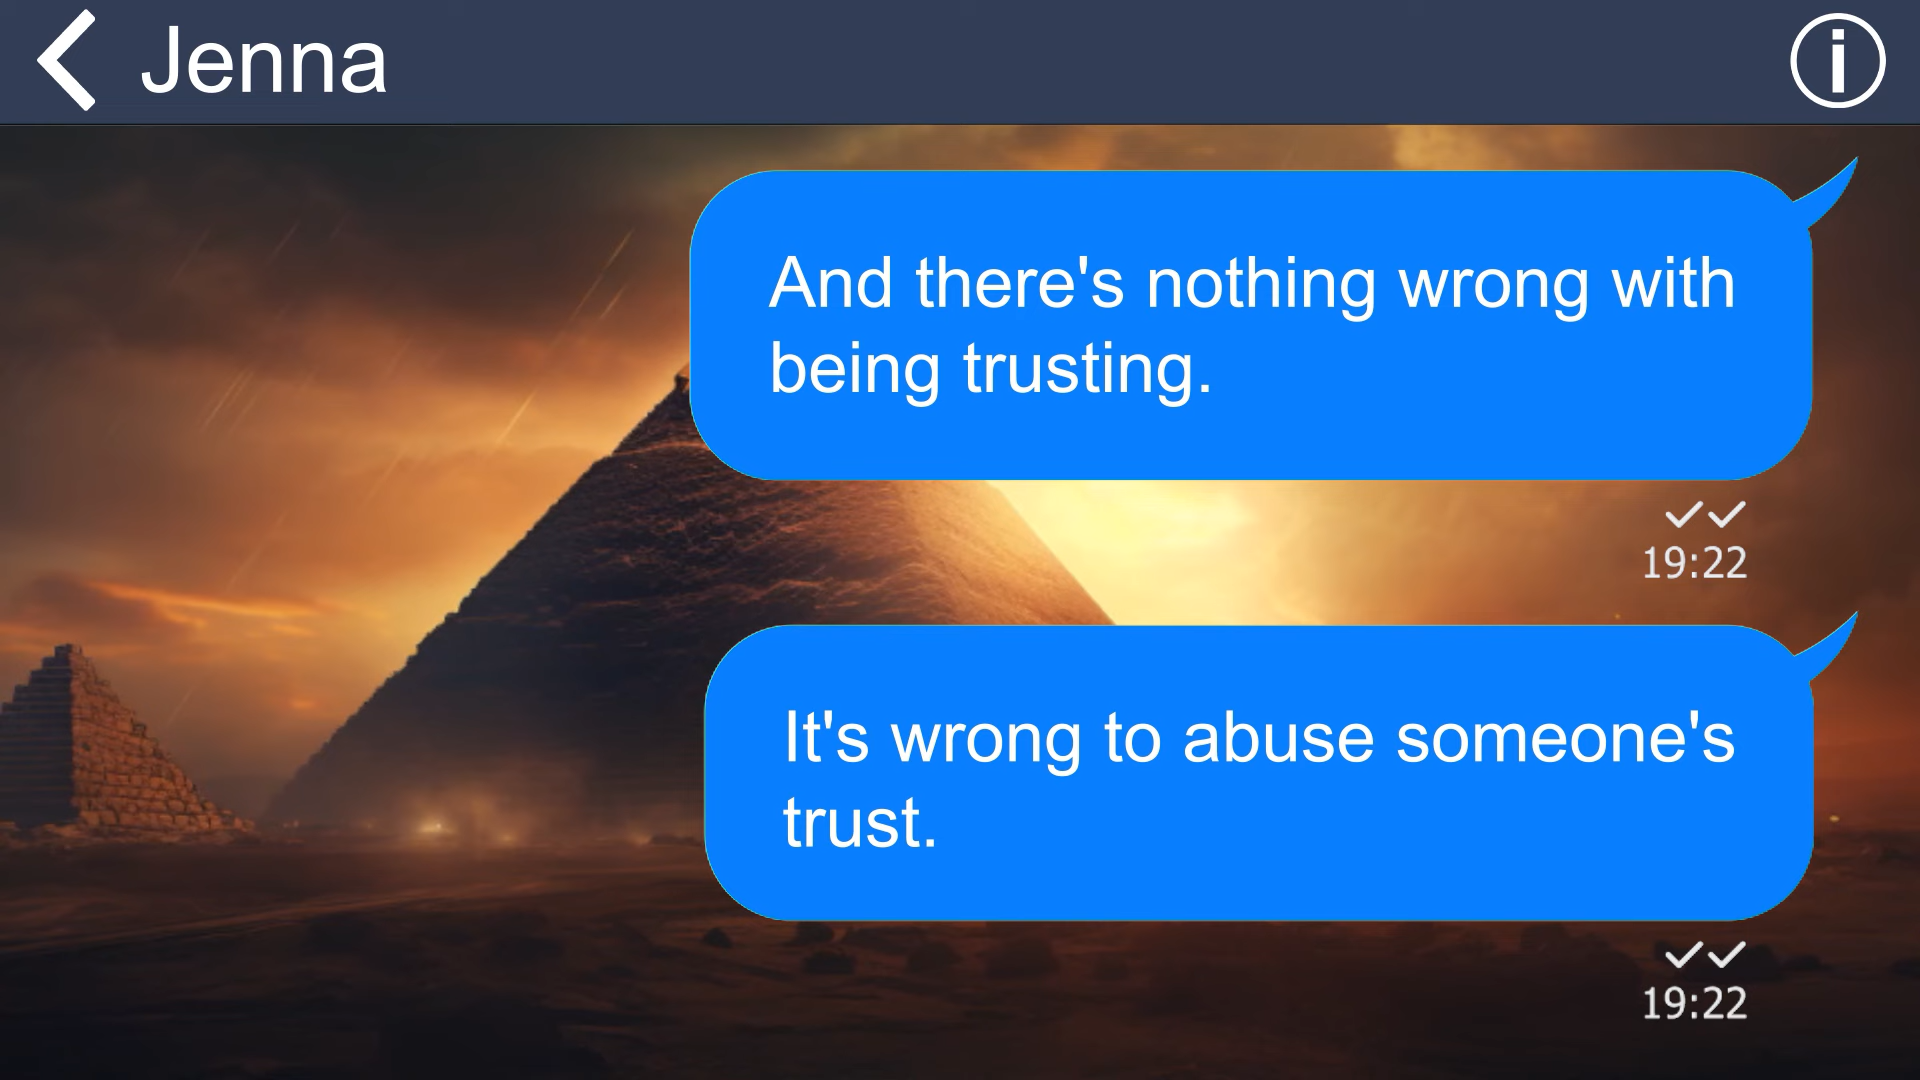 Jenna
And there's nothing wrong with
being trusting.
19:22
It's wrong to abuse someone's
trust.
19:22